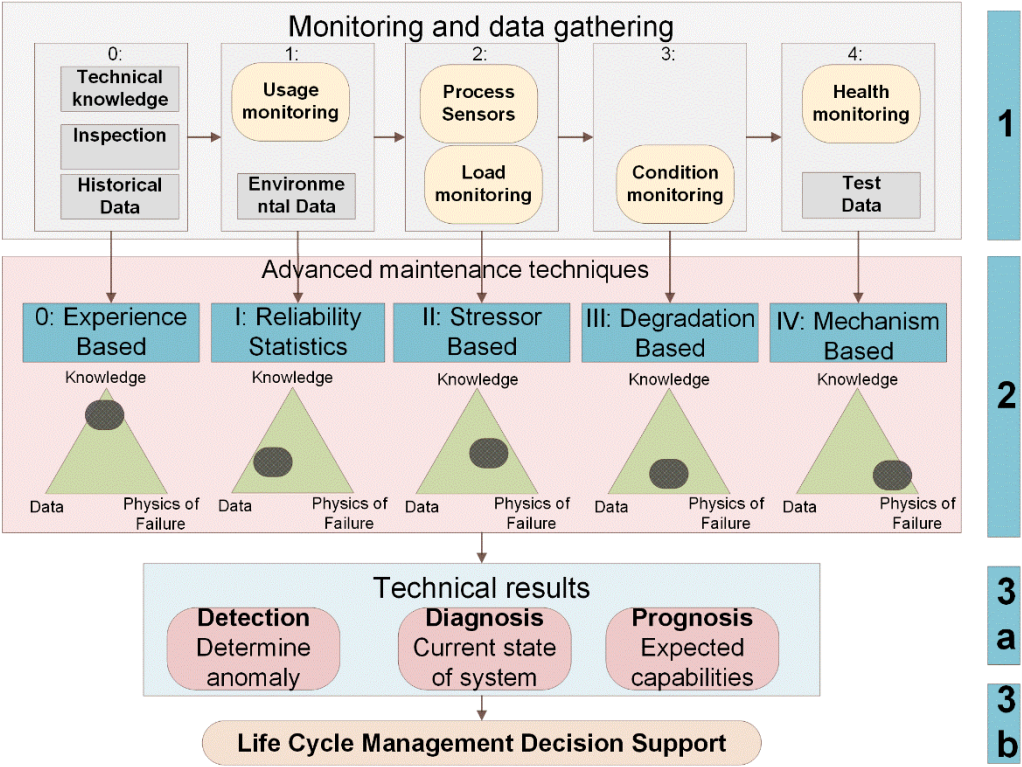 Monitoring and data gathering
0:
Technical
knowledge
Inspection
Historical
Data
1:
Usage
monitoring
Environme
ntal Data
2:
Process
Sensors
Load
monitoring
3:
Condition
monitoring
4:
Health
monitoring
Test
Data
1
Advanced maintenance techniques
0: Experience
Based
I: Reliability
Statistics
II: Stressor
Based
III: Degradation
Based
IV: Mechanism
Based
Knowledge
Data
Physics of
Failure
Knowledge
Data
Physics of
Failure
Knowledge
Data
Physics of
Failure
Knowledge
Data
Physics of
Failure
Knowledge
Data
Physics of
Failure
2
Technical results
Detection
Determine
anomaly
Diagnosis
Current state
of system
Prognosis
Expected
capabilities
3
a
Life Cycle Management Decision Support
3
b